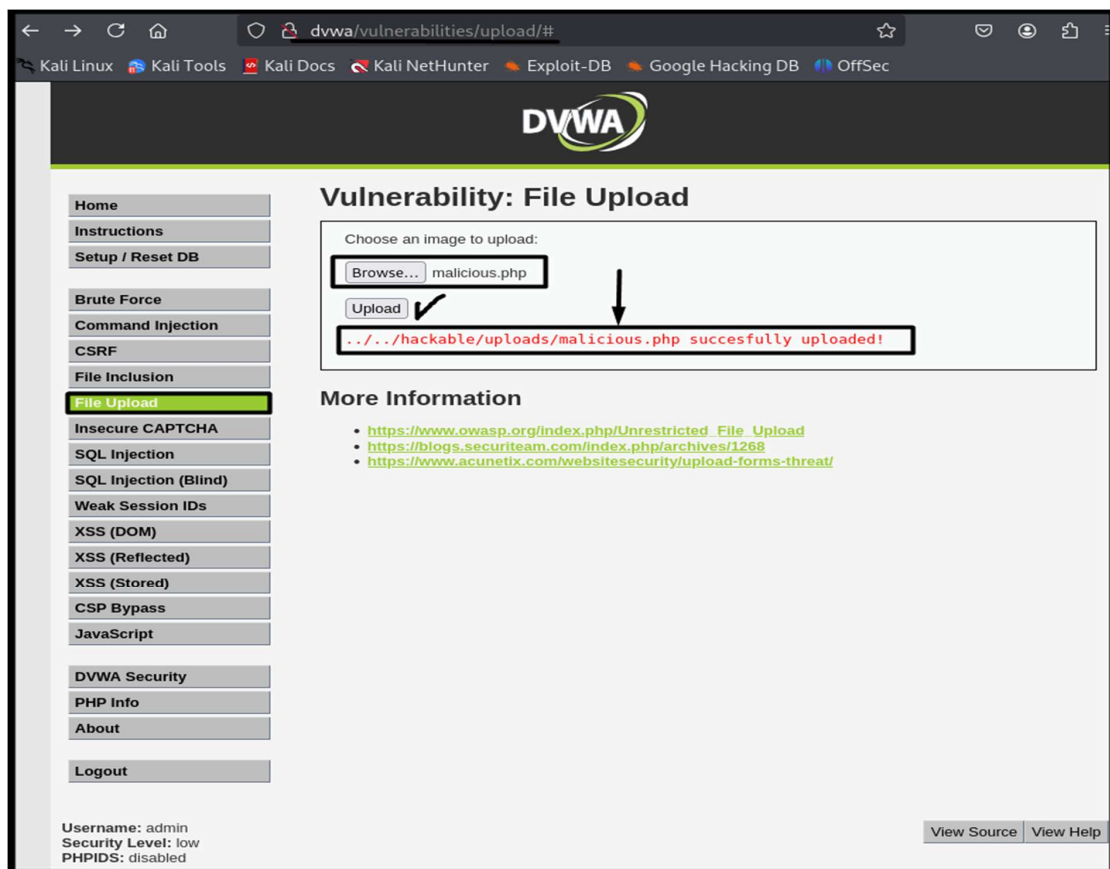 dvwa/vulnerabilities/upload/#
Kali Linux Kali Tools Kali Docs Kali NetHunter Exploit-DB Google Hacking DB OffSec
DVWA
Home
Instructions
Setup / Reset DB
Brute Force
Command Injection
CSRF
File Inclusion
File Upload
Insecure CAPTCHA
SQL Injection
SQL Injection (Blind)
Weak Session IDs
XSS (DOM)
XSS (Reflected)
XSS (Stored)
CSP Bypass
JavaScript
DVWA Security
PHP Info
About
Logout
Vulnerability: File Upload
Choose an image to upload:
Browse... malicious.php
Upload
../../hackable/uploads/malicious.php succesfully uploaded!
More Information
https://www.owasp.org/index.php/Unrestricted_File_Upload
https://blogs.securiteam.com/index.php/archives/1268
https://www.acunetix.com/websitesecurity/upload-forms-threat/
Username: admin
Security Level: low
PHPIDS: disabled
View Source View Help